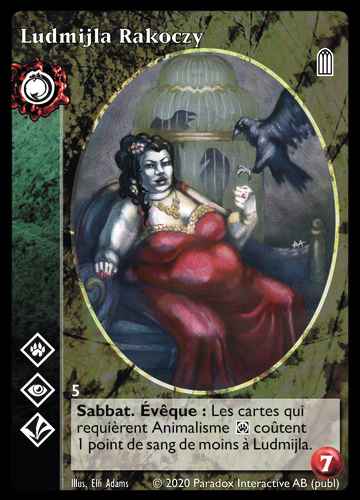 Ludmijla Rakoczy
5
Sabbat. Évêque : Les cartes qui
requièrent Animalisme coûtent
1 point de sang de moins à Ludmijla.
7
Illus, Elli Adams
© 2020 Paradox Interactive AB (publ)